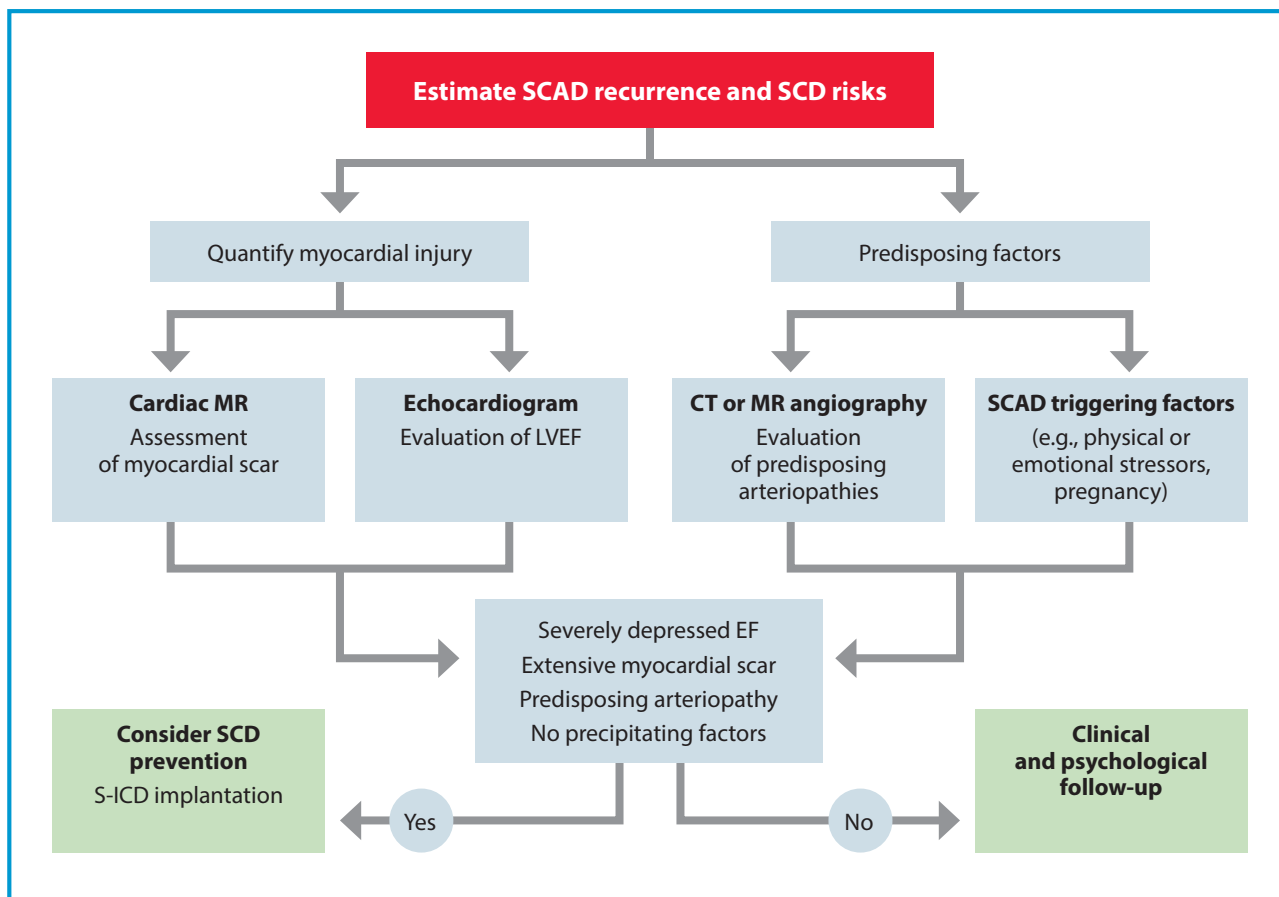 Estimate SCAD recurrence and SCD risks
Quantify myocardial injury
Predisposing factors
Cardiac MR
Assessment
of myocardial scar
Echocardiogram
Evaluation of LVEF
CT or MR angiography
Evaluation
of predisposing
arteriopathies
SCAD triggering factors
(e.g., physical or
emotional stressors,
pregnancy)
Severely depressed EF
Extensive myocardial scar
Predisposing arteriopathy
No precipitating factors
Consider SCD
prevention
S-ICD implantation
Yes
No
Clinical
and psychological
follow-up